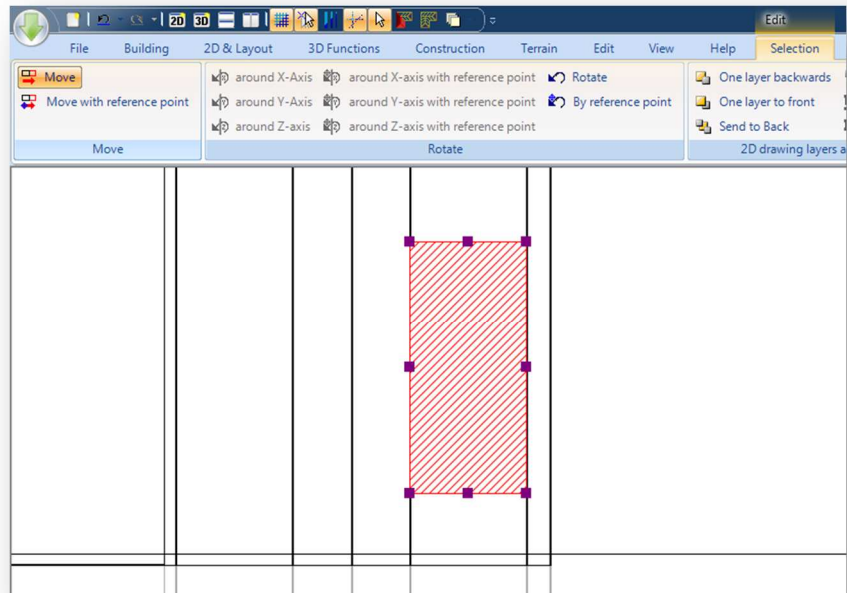 2D 3D Edit
File Building 2D & Layout 3D Functions Construction Terrain Edit View Help Selection
Move around X-Axis around X-axis with reference point Rotate One layer backwards
Move with reference point around Y-Axis around Y-axis with reference point By reference point One layer to front
around Z-axis around Z-axis with reference point Send to Back
Move Rotate 2D drawing layers a